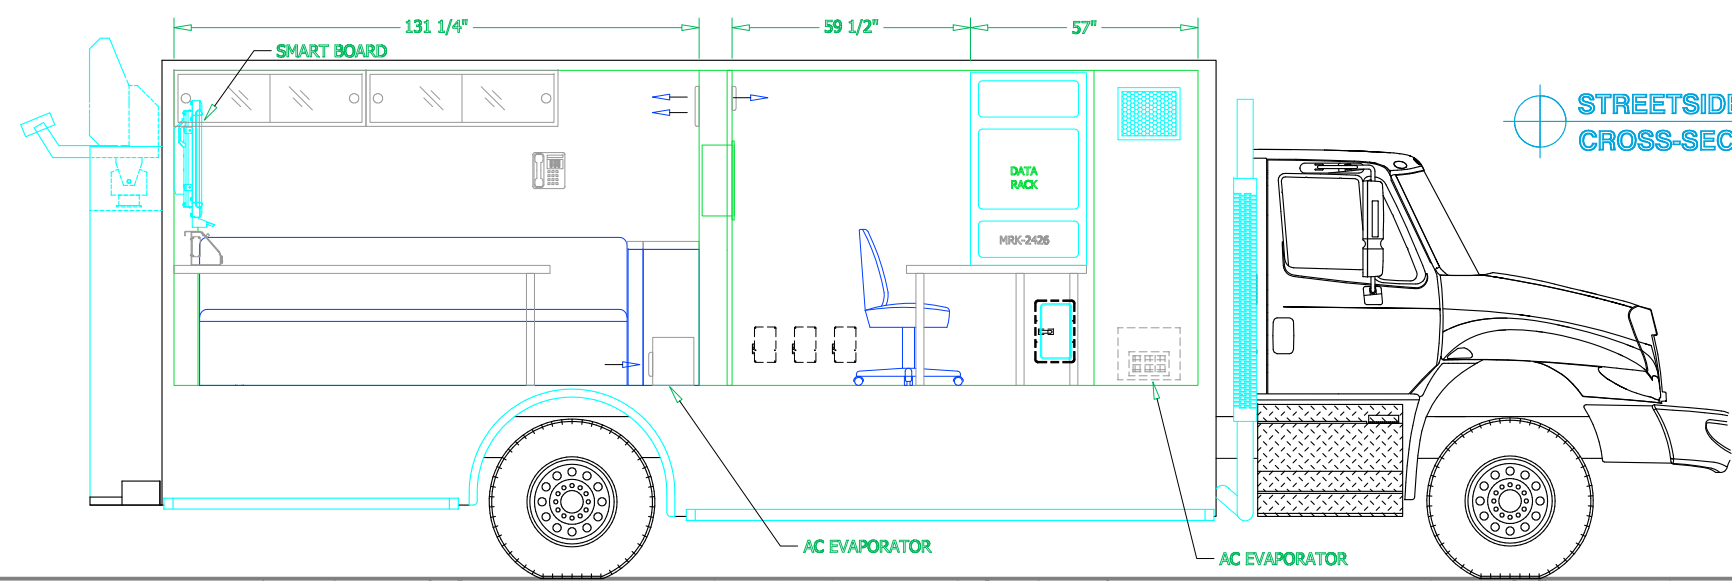 131 1/4"
59 1/2"
57"
SMART BOARD
STREETSIDE
CROSS-SEC
DATA
RACK
MRK-2426
AC EVAPORATOR
AC EVAPORATOR